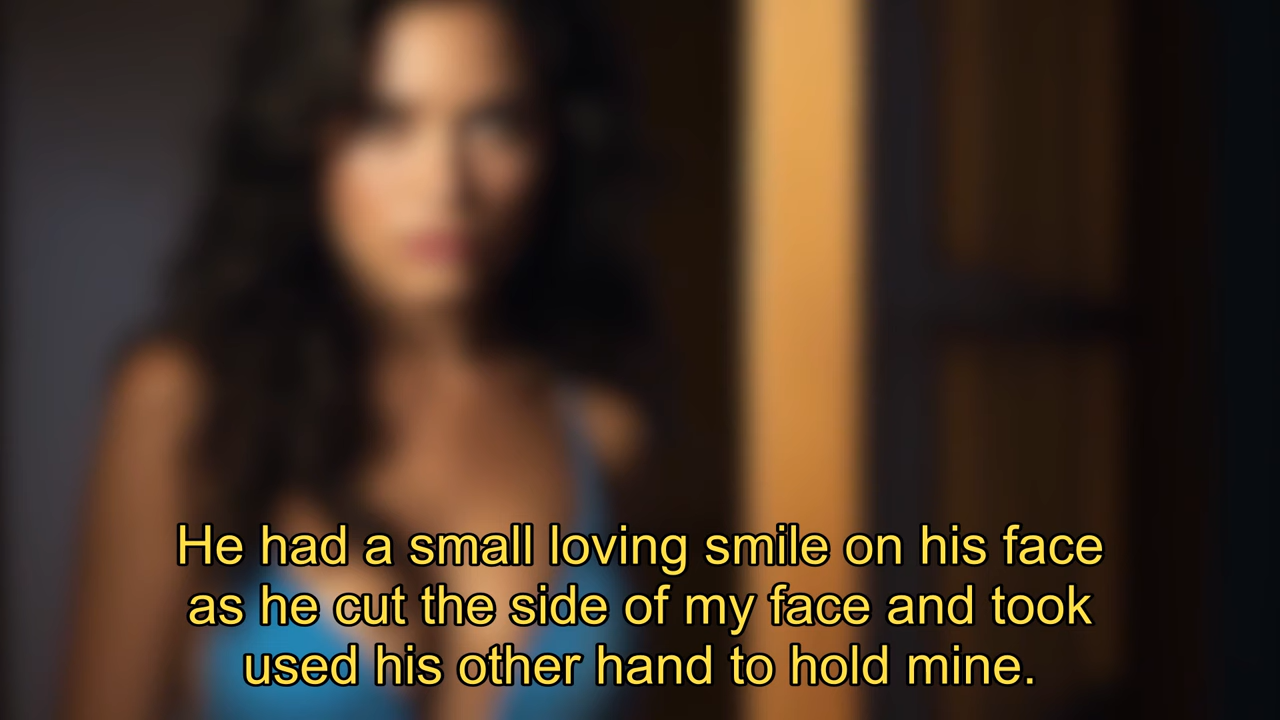 He had a small loving smile on his face
as he cut the side of my face and took
used his other hand to hold mine.